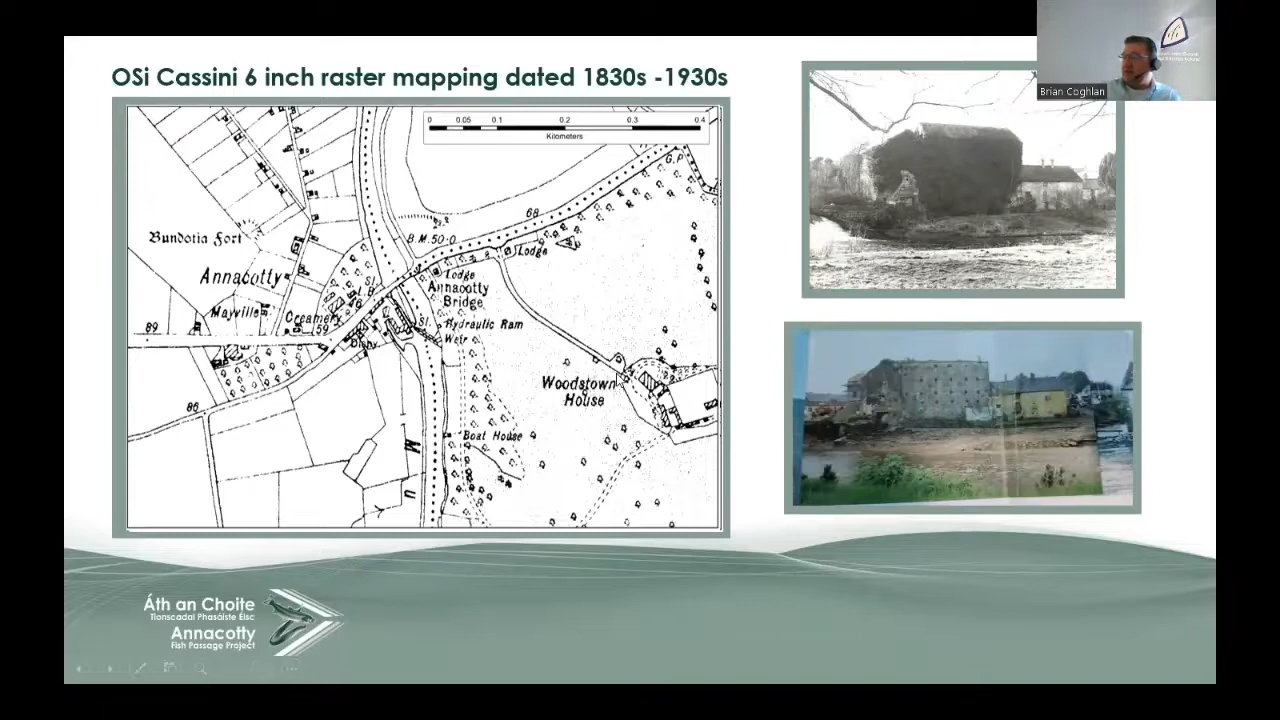 OSi Cassini 6 inch raster mapping dated 1830s -1930s
Brian Coghlan
0 0.05 0.1 0.2 0.3 0.4
Kilometers
G.P
68
Bundotia Fort
B.M. 50·0
Lodge
Annacotty
Lodge
Annacotty
Bridge
Mayville
Creamery
59
Sl.
Hydraulic Ram
Weir
89
Woodstown
House
86
Boat House
M
U
Áth an Choite
Tionscadal Phasáiste Éisc
Annacotty
Fish Passage Project